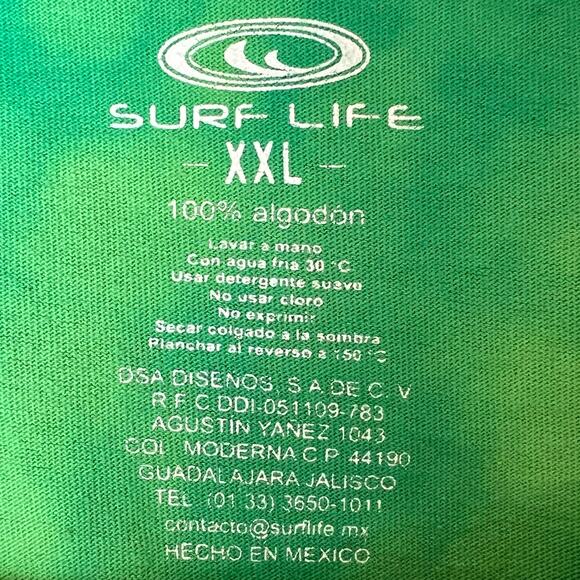 SURF LIFE
- XXL -
100% algodón
Lavar a mano
Con agua fria 30 °C
Usar detergente suave
No usar cloro
No exprimir
Secar colgado a la sombra
Planchar al reverso a 150 °C
DSA DISEÑOS, S.A DE C. V
R.F.C.DDI-051109-783
AGUSTIN YANEZ 1043
COL. MODERNA C.P. 44190
GUADALAJARA JALISCO
TEL. (01 33) 3650-1011
contacto@surflife.mx
HECHO EN MEXICO